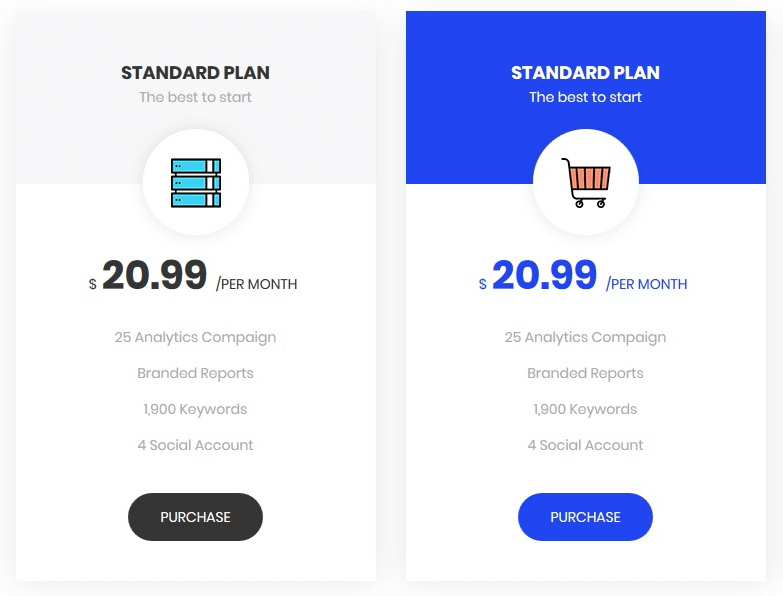 STANDARD PLAN
The best to start
$ 20.99 /PER MONTH
25 Analytics Compaign
Branded Reports
1,900 Keywords
4 Social Account
PURCHASE
STANDARD PLAN
The best to start
$ 20.99 /PER MONTH
25 Analytics Compaign
Branded Reports
1,900 Keywords
4 Social Account
PURCHASE